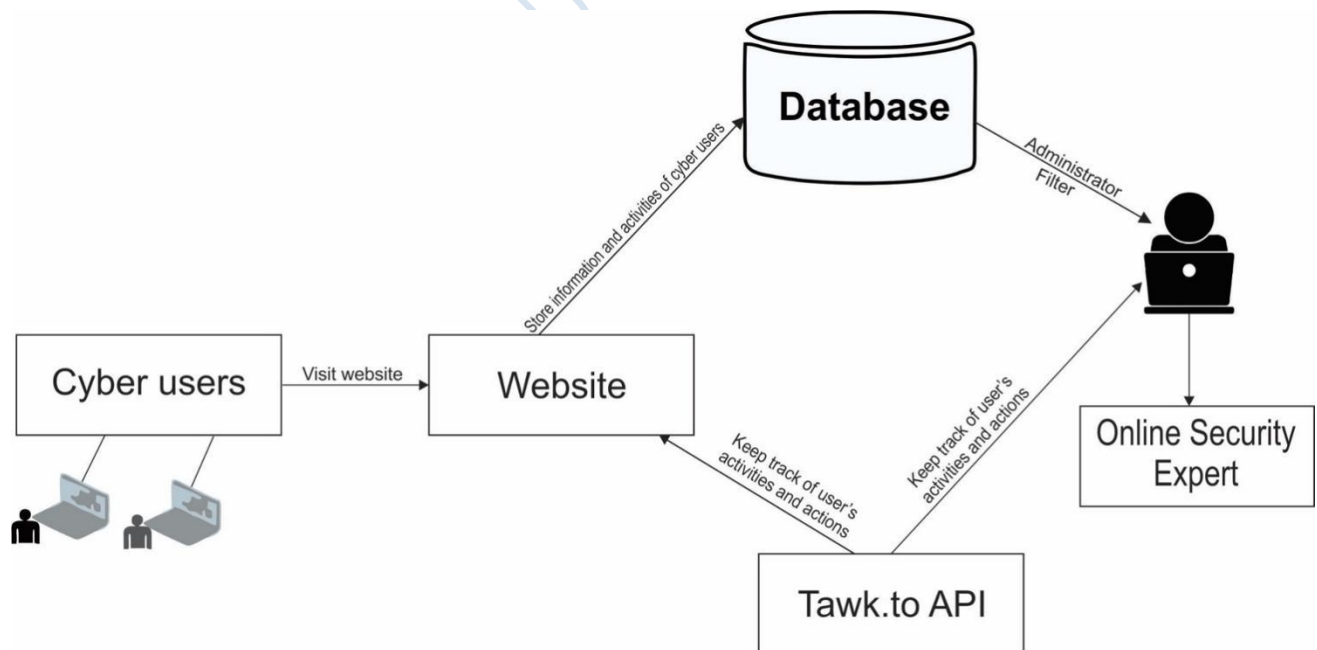 Database
Administrator
Filter
Store information and activities of cyber users
Cyber users
Visit website
Website
Keep track of user's
activities and actions
Keep track of user's
activities and actions
Online Security
Expert
Tawk.to API